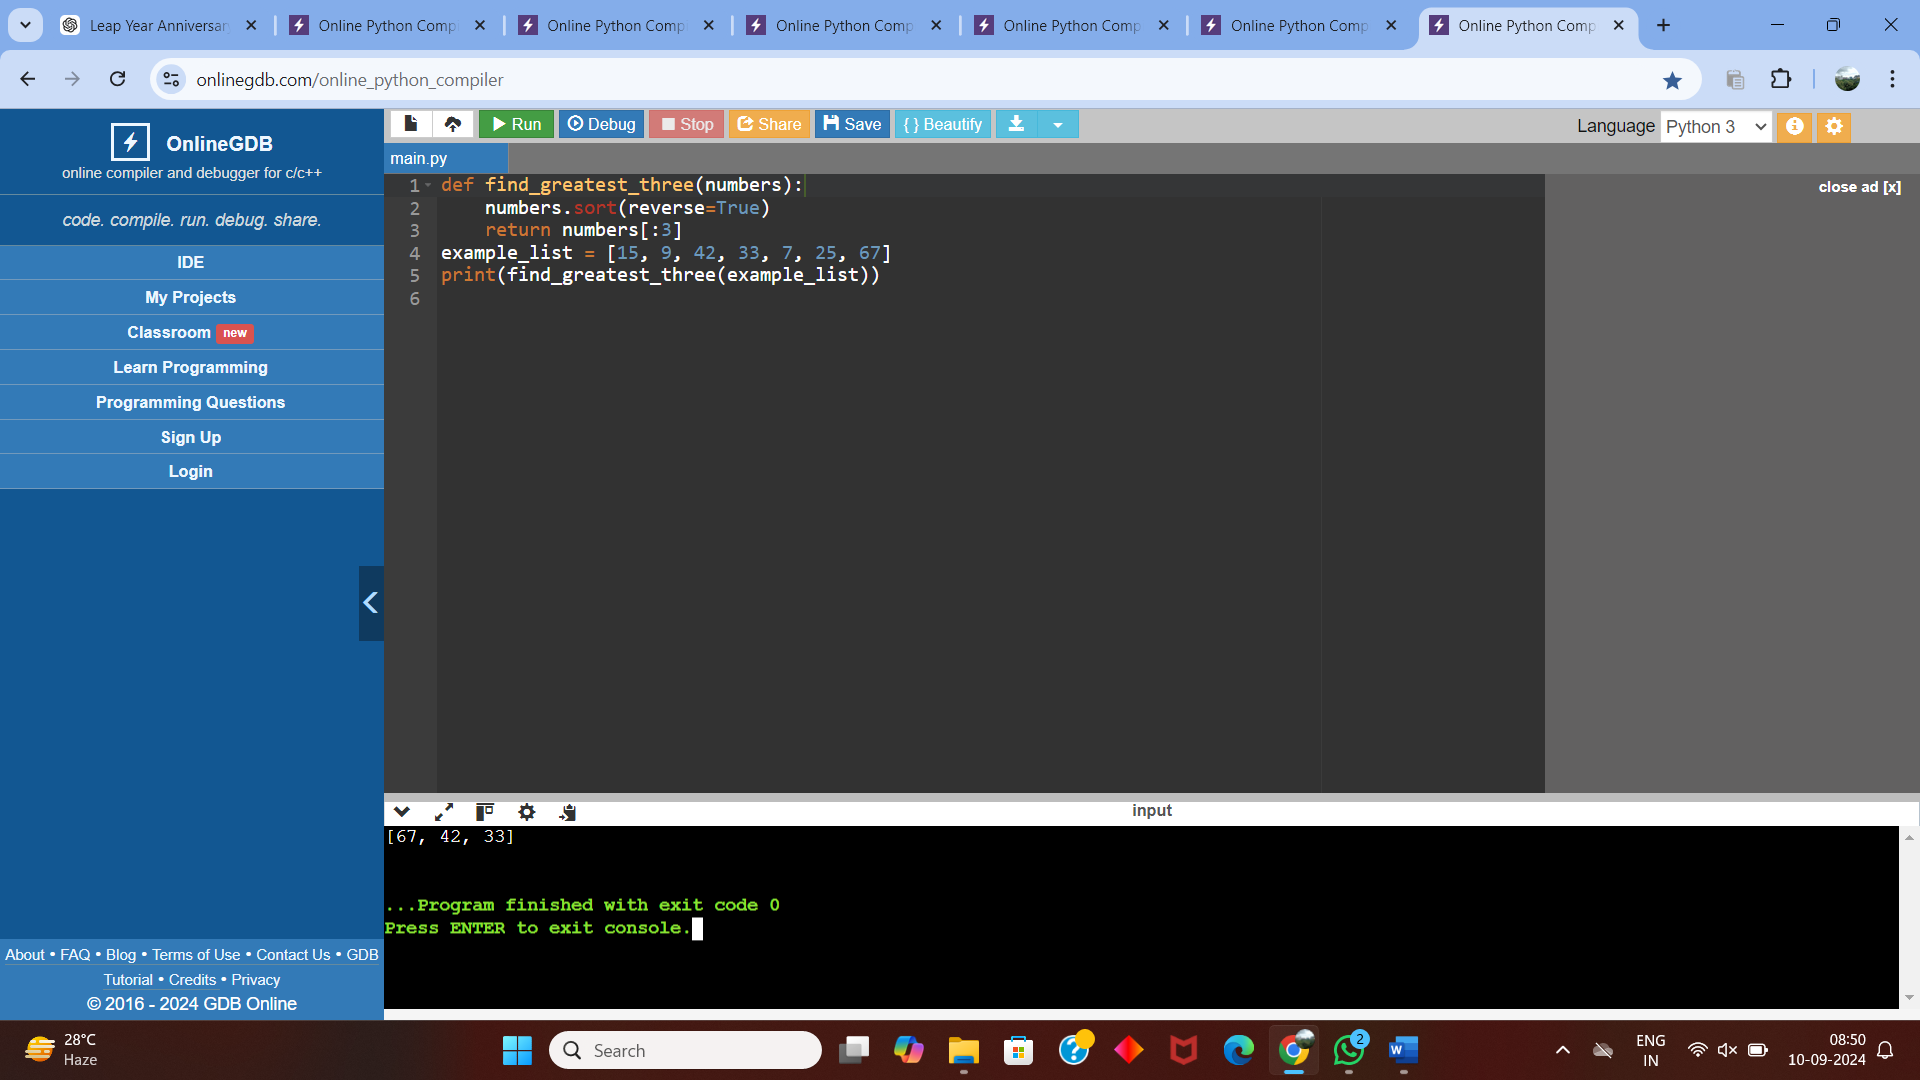 Leap Year Anniversar
Online Python Comp
Online Python Comp
Online Python Comp
Online Python Comp
Online Python Comp
Online Python Comp
onlinegdb.com/online_python_compiler
OnlineGDB
online compiler and debugger for c/c++
code. compile. run. debug. share.
IDE
My Projects
Classroom new
Learn Programming
Programming Questions
Sign Up
Login
About • FAQ • Blog • Terms of Use • Contact Us • GDB
Tutorial • Credits • Privacy
© 2016 - 2024 GDB Online
Run Debug Stop Share Save { } Beautify
Language Python 3
main.py
close ad [x]
1 def find_greatest_three(numbers):
2     numbers.sort(reverse=True)
3     return numbers[:3]
4 example_list = [15, 9, 42, 33, 7, 25, 67]
5 print(find_greatest_three(example_list))
6
input
[67, 42, 33]
...Program finished with exit code 0
Press ENTER to exit console.
28°C
Haze
Search
2
ENG
IN
08:50
10-09-2024